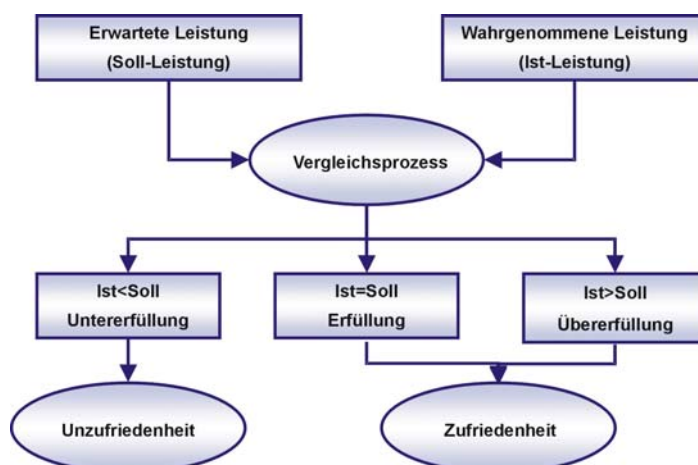 Erwartete Leistung
(Soll-Leistung)
Wahrgenommene Leistung
(Ist-Leistung)
Vergleichsprozess
Ist<Soll
Untererfüllung
Ist=Soll
Erfüllung
Ist>Soll
Übererfüllung
Unzufriedenheit
Zufriedenheit